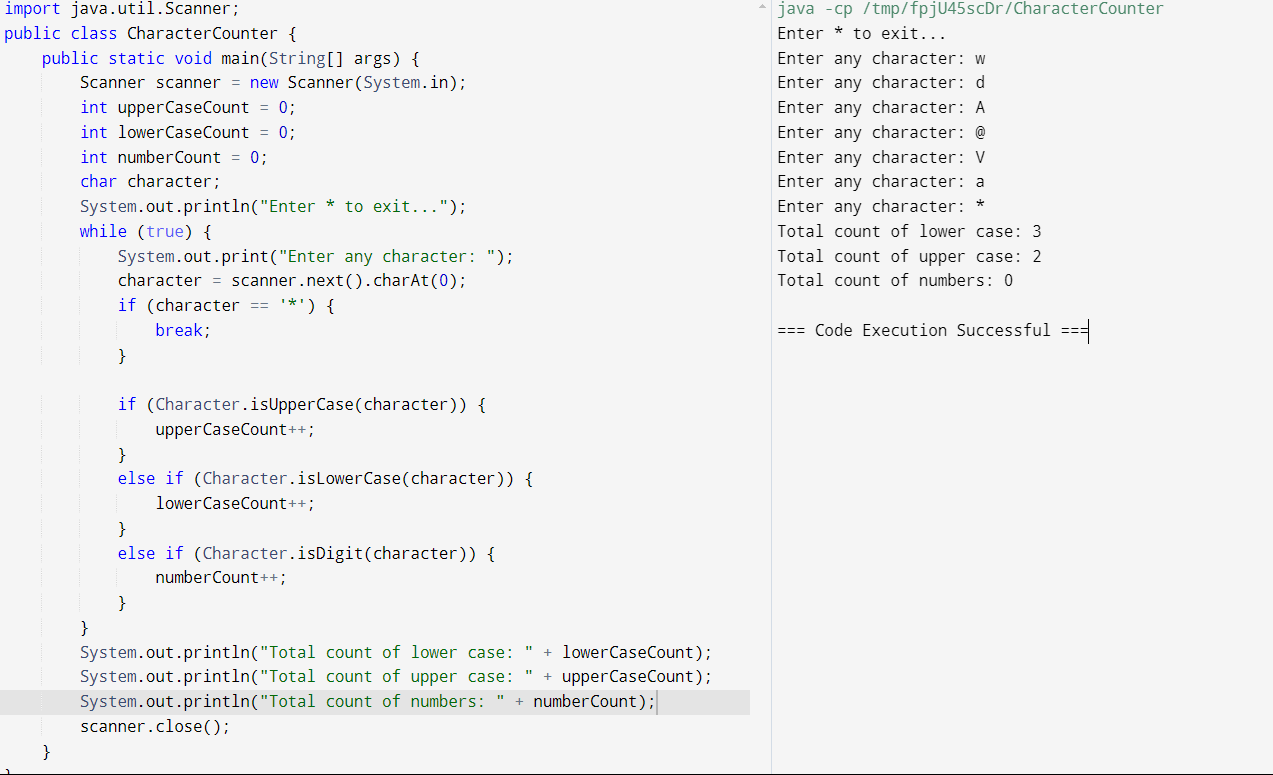 import java.util.Scanner;
public class CharacterCounter {
    public static void main(String[] args) {
        Scanner scanner = new Scanner(System.in);
        int upperCaseCount = 0;
        int lowerCaseCount = 0;
        int numberCount = 0;
        char character;
        System.out.println("Enter * to exit...");
        while (true) {
            System.out.print("Enter any character: ");
            character = scanner.next().charAt(0);
            if (character == '*') {
                break;
            }
            if (Character.isUpperCase(character)) {
                upperCaseCount++;
            }
            else if (Character.isLowerCase(character)) {
                lowerCaseCount++;
            }
            else if (Character.isDigit(character)) {
                numberCount++;
            }
        }
        System.out.println("Total count of lower case: " + lowerCaseCount);
        System.out.println("Total count of upper case: " + upperCaseCount);
        System.out.println("Total count of numbers: " + numberCount);
        scanner.close();
    }
}
java -cp /tmp/fpjU45scDr/CharacterCounter
Enter * to exit...
Enter any character: w
Enter any character: d
Enter any character: A
Enter any character: @
Enter any character: V
Enter any character: a
Enter any character: *
Total count of lower case: 3
Total count of upper case: 2
Total count of numbers: 0
=== Code Execution Successful ===